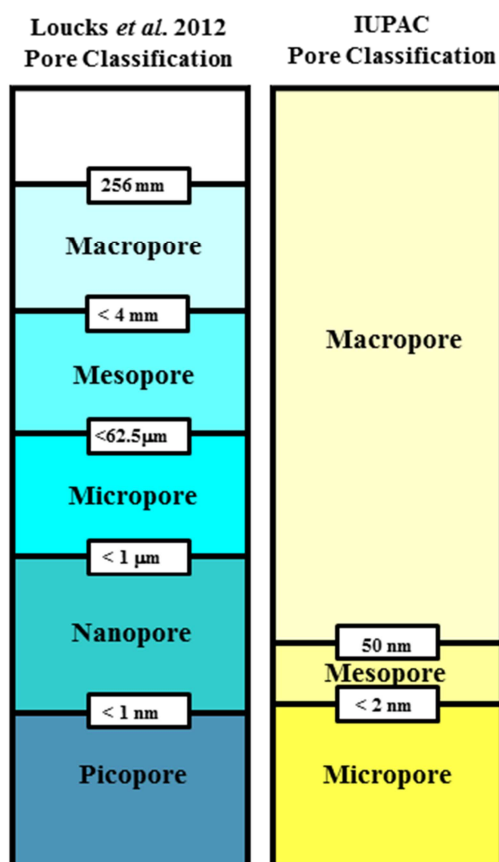 Loucks et al. 2012
Pore Classification
256 mm
Macropore
< 4 mm
Mesopore
<62.5μm
Micropore
< 1 μm
Nanopore
< 1 nm
Picopore
IUPAC
Pore Classification
Macropore
50 nm
Mesopore
< 2 nm
Micropore